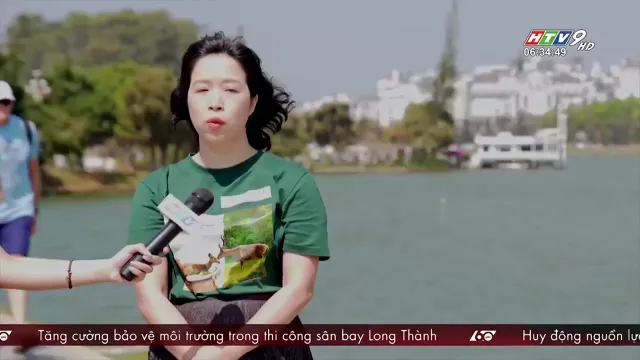 HTV9 HD
06:34:49
Tăng cường bảo vệ môi trường trong thi công sân bay Long Thành
Huy động nguồn lự